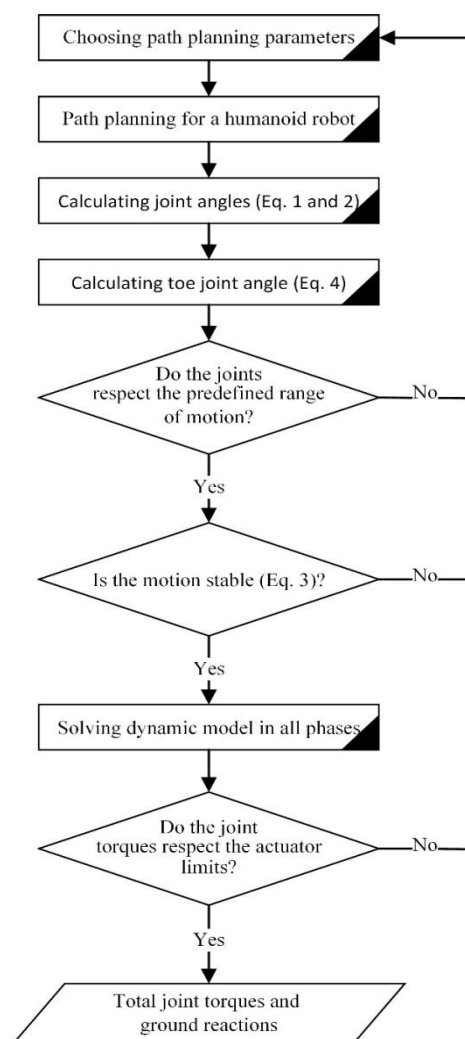 Choosing path planning parameters
Path planning for a humanoid robot
Calculating joint angles (Eq. 1 and 2)
Calculating toe joint angle (Eq. 4)
Do the joints
respect the predefined range
of motion?
No
Yes
Is the motion stable (Eq. 3)?
No
Yes
Solving dynamic model in all phases
Do the joint
torques respect the actuator
limits?
No
Yes
Total joint torques and
ground reactions